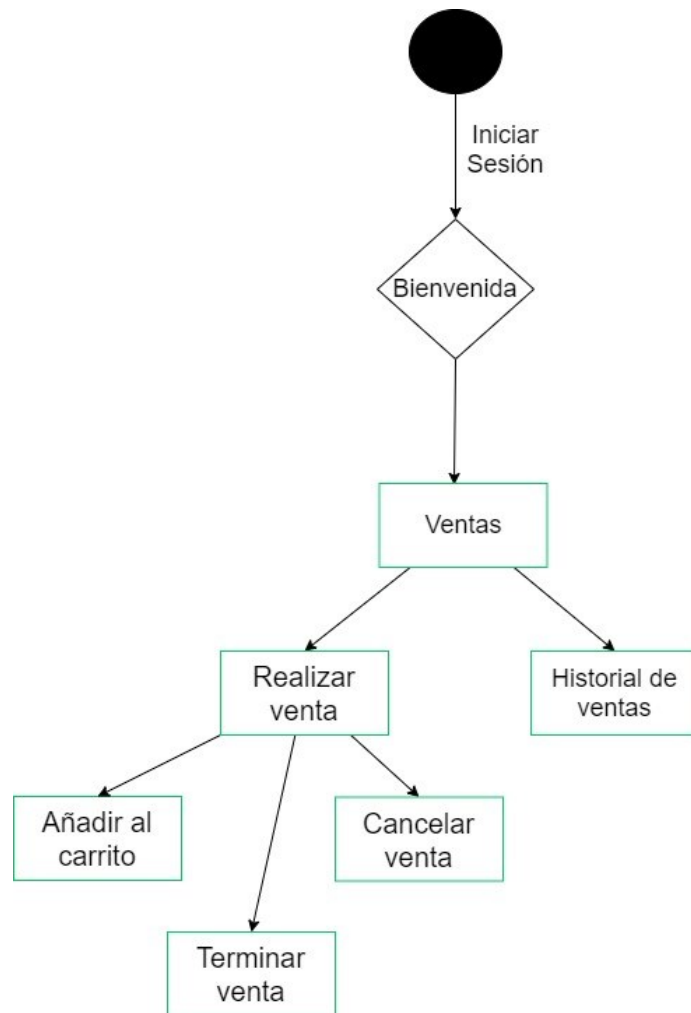 Iniciar
Sesión
Bienvenida
Ventas
Realizar
venta
Historial de
ventas
Añadir al
carrito
Cancelar
venta
Terminar
venta